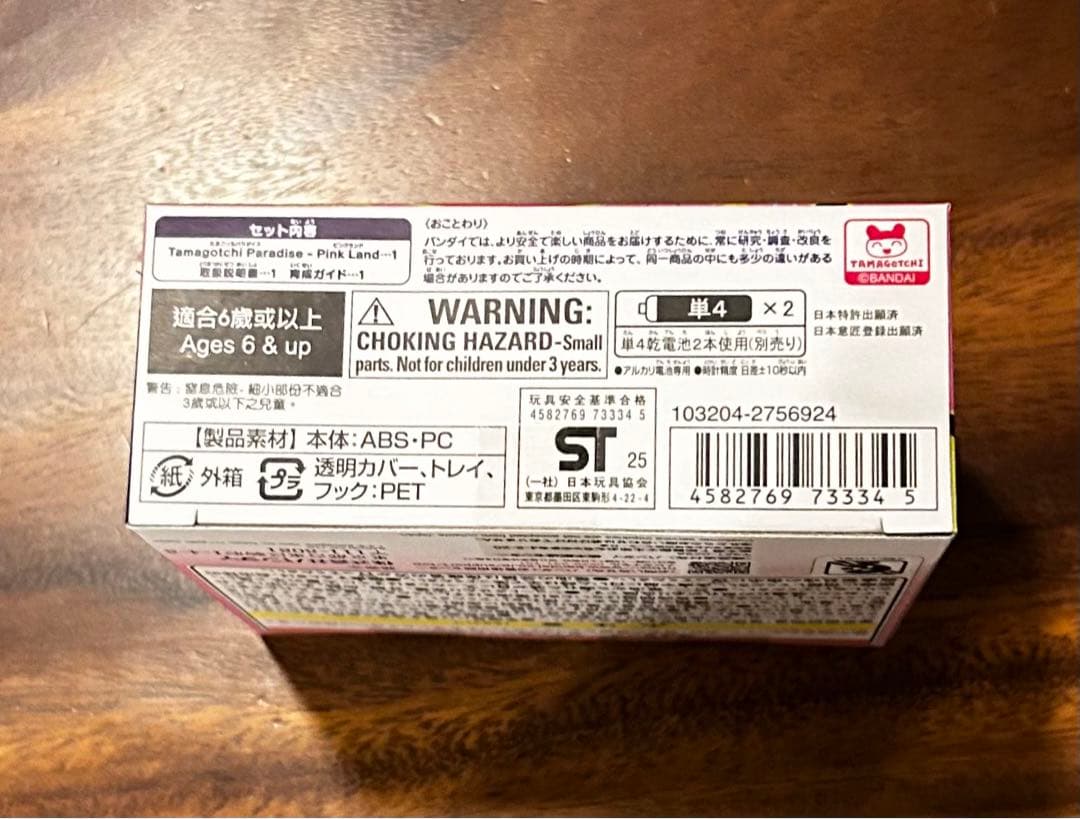 セット内容
Tamagotchi Paradise - Pink Land…1
取扱説明書…1 育成ガイド…1
〈おことわり〉
バンダイでは、より安全で楽しい商品をお届けするために、常に研究・調査・改良を
行っております。お買い上げの時期によって、同一商品の中にも多少の違いがある
場合がありますのでご了承ください。
TAMAGOTCHI
©BANDAI
適合6歲或以上
Ages 6 & up
WARNING:
CHOKING HAZARD-Small
parts. Not for children under 3 years.
単4 ×2
単4乾電池2本使用(別売り)
●アルカリ電池専用 ●時計精度 日差±10秒以内
日本特許出願済
日本意匠登録出願済
警告：窒息危險－細小部份不適合
3歲或以下之兒童。
【製品素材】本体：ABS・PC
紙 外箱 プラ 透明カバー、トレイ、
フック：PET
玩具安全基準合格
4582769 73334 5
ST 25
(一社) 日本玩具協会
東京都墨田区東駒形4-22-4
103204-2756924
4582769 73334 5